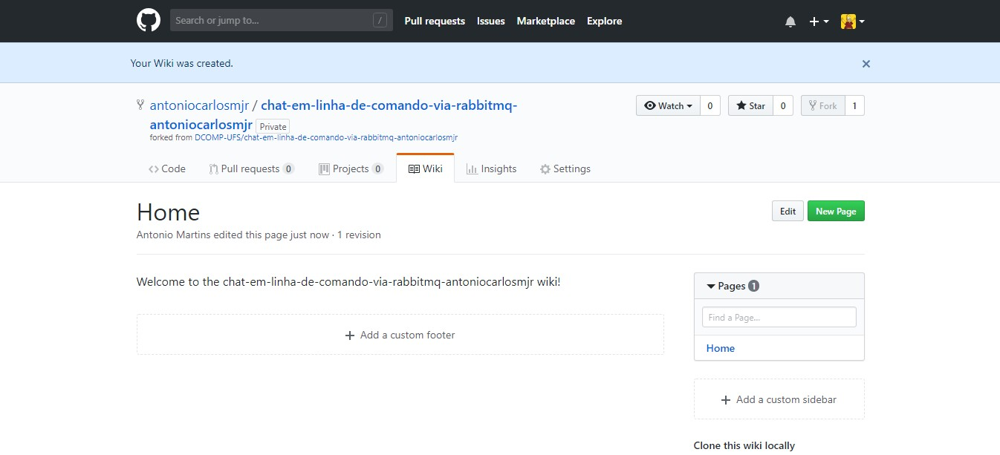 Search or jump to... / Pull requests Issues Marketplace Explore
Your Wiki was created.
antoniocarlosmjr / chat-em-linha-de-comando-via-rabbitmq-
antoniocarlosmjr Private
forked from DCOMP-UFS/chat-em-linha-de-comando-via-rabbitmq-antoniocarlosmjr
Watch 0 Star 0 Fork 1
Code Pull requests 0 Projects 0 Wiki Insights Settings
Home
Edit New Page
Antonio Martins edited this page just now · 1 revision
Welcome to the chat-em-linha-de-comando-via-rabbitmq-antoniocarlosmjr wiki!
Add a custom footer
Pages 1
Find a Page...
Home
Add a custom sidebar
Clone this wiki locally